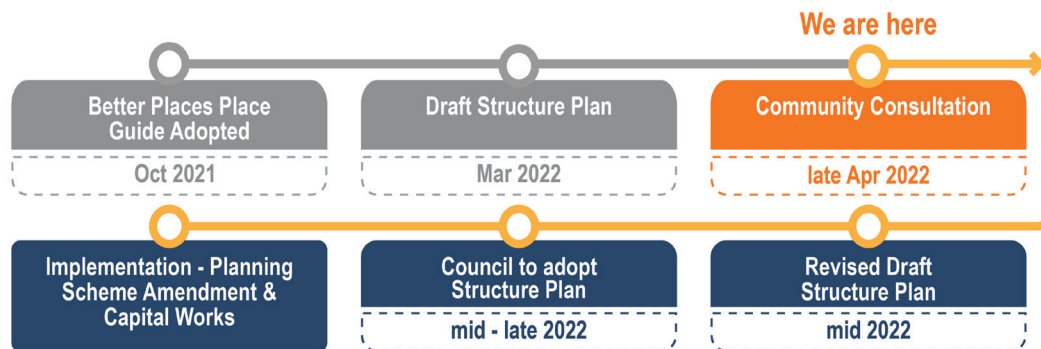 We are here
Better Places Place
Guide Adopted
Oct 2021
Draft Structure Plan
Mar 2022
Community Consultation
late Apr 2022
Implementation - Planning
Scheme Amendment &
Capital Works
Council to adopt
Structure Plan
mid - late 2022
Revised Draft
Structure Plan
mid 2022